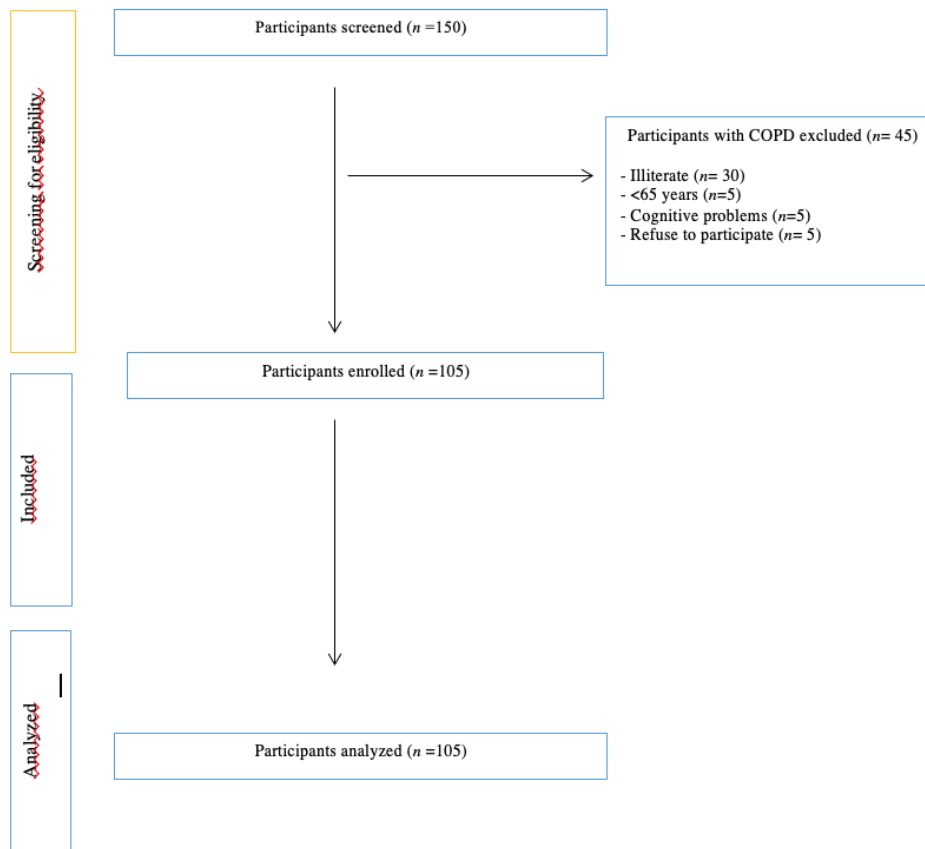 Participants screened (n =150)
Screening for eligibility
Participants with COPD excluded (n= 45)
- Illiterate (n= 30)
- <65 years (n=5)
- Cognitive problems (n=5)
- Refuse to participate (n= 5)
Participants enrolled (n =105)
Included
Analyzed
Participants analyzed (n =105)